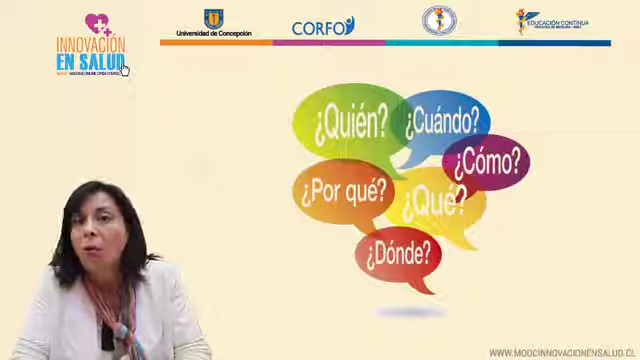 INNOVACIÓN
EN SALUD
Universidad de Concepción
CORFO
EDUCACIÓN CONTINUA
¿Quién?
¿Cuándo?
¿Cómo?
¿Por qué?
¿Qué?
¿Dónde?
WWW.MOOCINNOVACIONENSALUD.CL